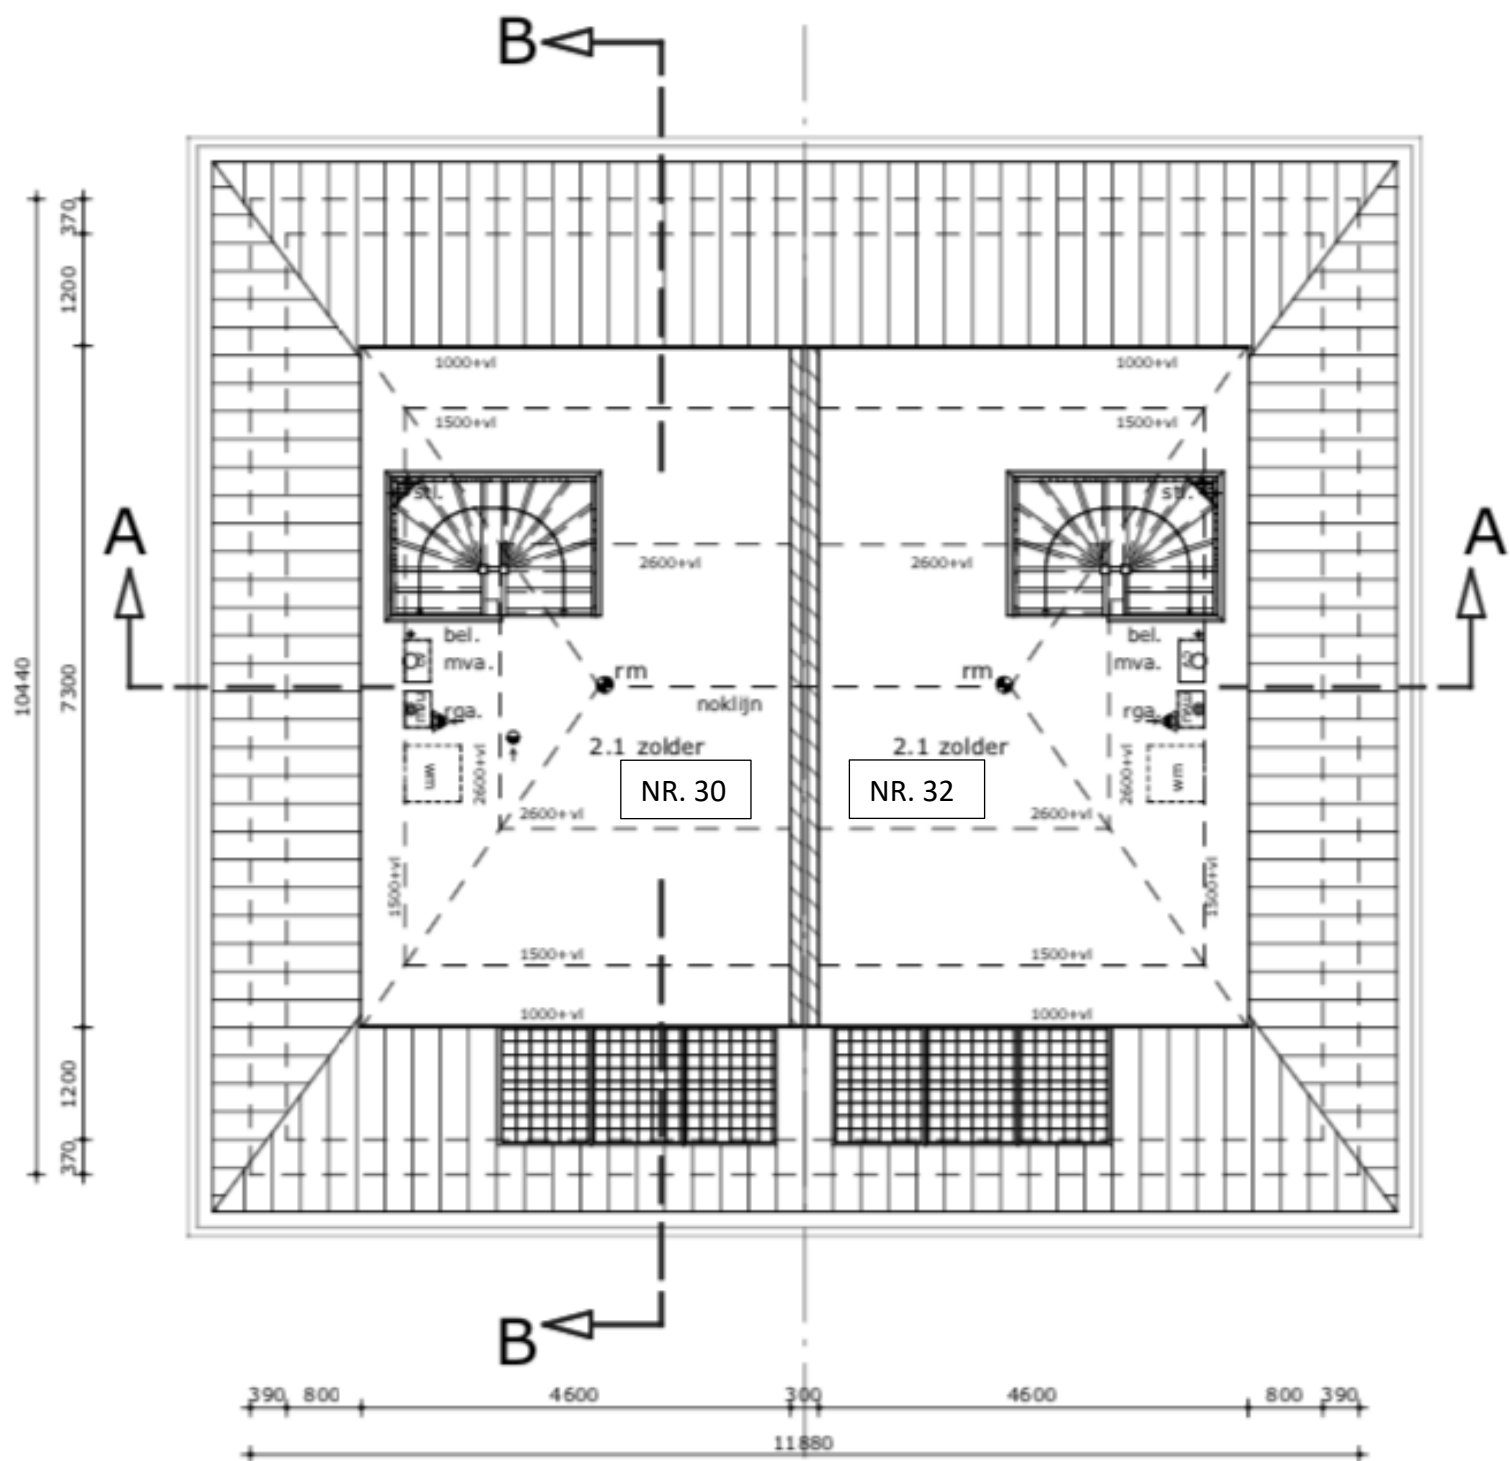 B
370
1200
1000+vl 1000+vl
1500+vl 1500+vl
stl. stl.
A A
2600+vl 2600+vl
bel. bel.
mva. mva.
rm rm
10440
7300
noklijn
rga. rga.
2.1 zolder 2.1 zolder
wm wm
2600+vl 2600+vl
NR. 30 NR. 32
2600+vl 2600+vl
1500+vl 1500+vl
1500+vl 1500+vl
1000+vl 1000+vl
1200
370
B
390 800 4600 300 4600 800 390
11880